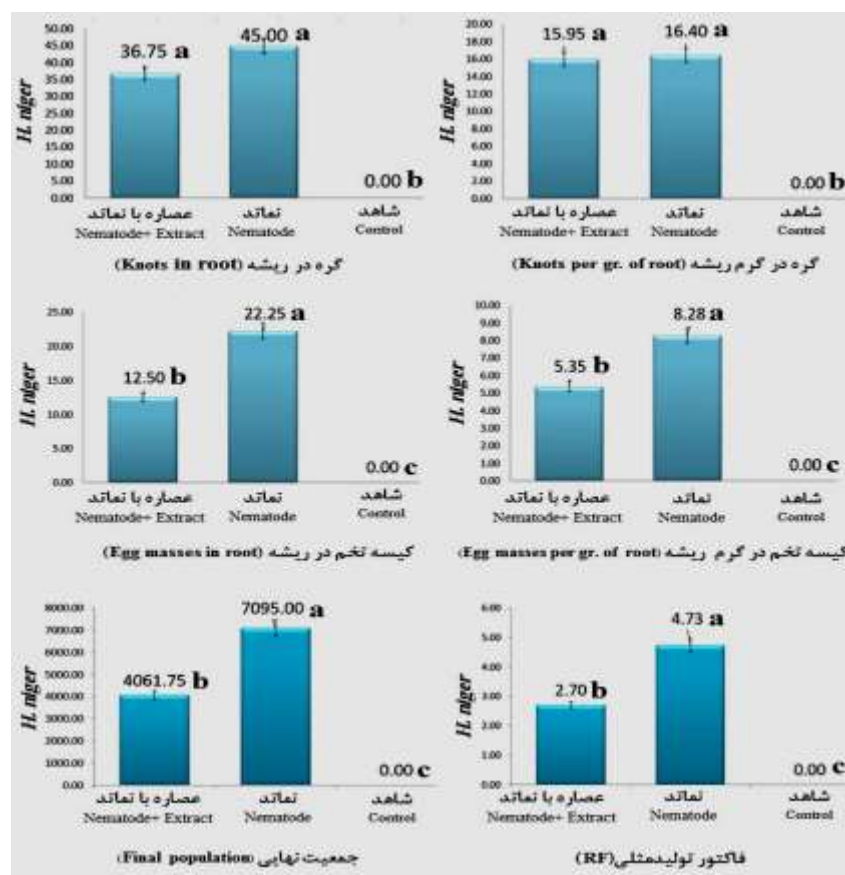 50.00
45.00
40.00
35.00
30.00
25.00
20.00
15.00
10.00
5.00
0.00
H. niger
36.75 a
45.00 a
0.00 b
عصاره با نماتد
Nematode+ Extract
نماتد
Nematode
شاهد
Control
گره در ریشه (Knots in root)
20.00
18.00
16.00
14.00
12.00
10.00
8.00
6.00
4.00
2.00
0.00
H. niger
15.95 a
16.40 a
0.00 b
عصاره با نماتد
Nematode+ Extract
نماتد
Nematode
شاهد
Control
گره در گرم ریشه (Knots per gr. of root)
25.00
20.00
15.00
10.00
5.00
0.00
H. niger
12.50 b
22.25 a
0.00 c
عصاره با نماتد
Nematode+ Extract
نماتد
Nematode
شاهد
Control
کیسه تخم در ریشه (Egg masses in root)
10.00
9.00
8.00
7.00
6.00
5.00
4.00
3.00
2.00
1.00
0.00
H. niger
5.35 b
8.28 a
0.00 c
عصاره با نماتد
Nematode+ Extract
نماتد
Nematode
شاهد
Control
کیسه تخم در گرم ریشه (Egg masses per gr. of root)
8000.00
7000.00
6000.00
5000.00
4000.00
3000.00
2000.00
1000.00
0.00
H. niger
4061.75 b
7095.00 a
0.00 c
عصاره با نماتد
Nematode+ Extract
نماتد
Nematode
شاهد
Control
جمعیت نهایی (Final population)
6.00
5.00
4.00
3.00
2.00
1.00
0.00
H. niger
2.70 b
4.73 a
0.00 c
عصاره با نماتد
Nematode+ Extract
نماتد
Nematode
شاهد
Control
فاکتور تولیدمثلی(RF)